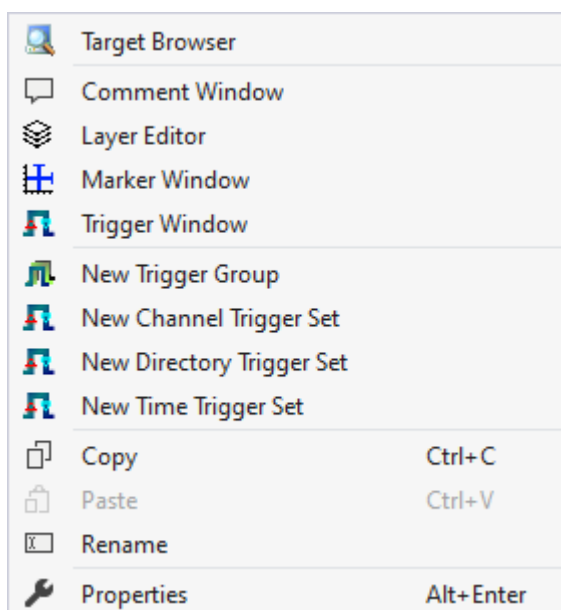 Target Browser
Comment Window
Layer Editor
Marker Window
Trigger Window
New Trigger Group
New Channel Trigger Set
New Directory Trigger Set
New Time Trigger Set
Copy Ctrl+C
Paste Ctrl+V
Rename
Properties Alt+Enter